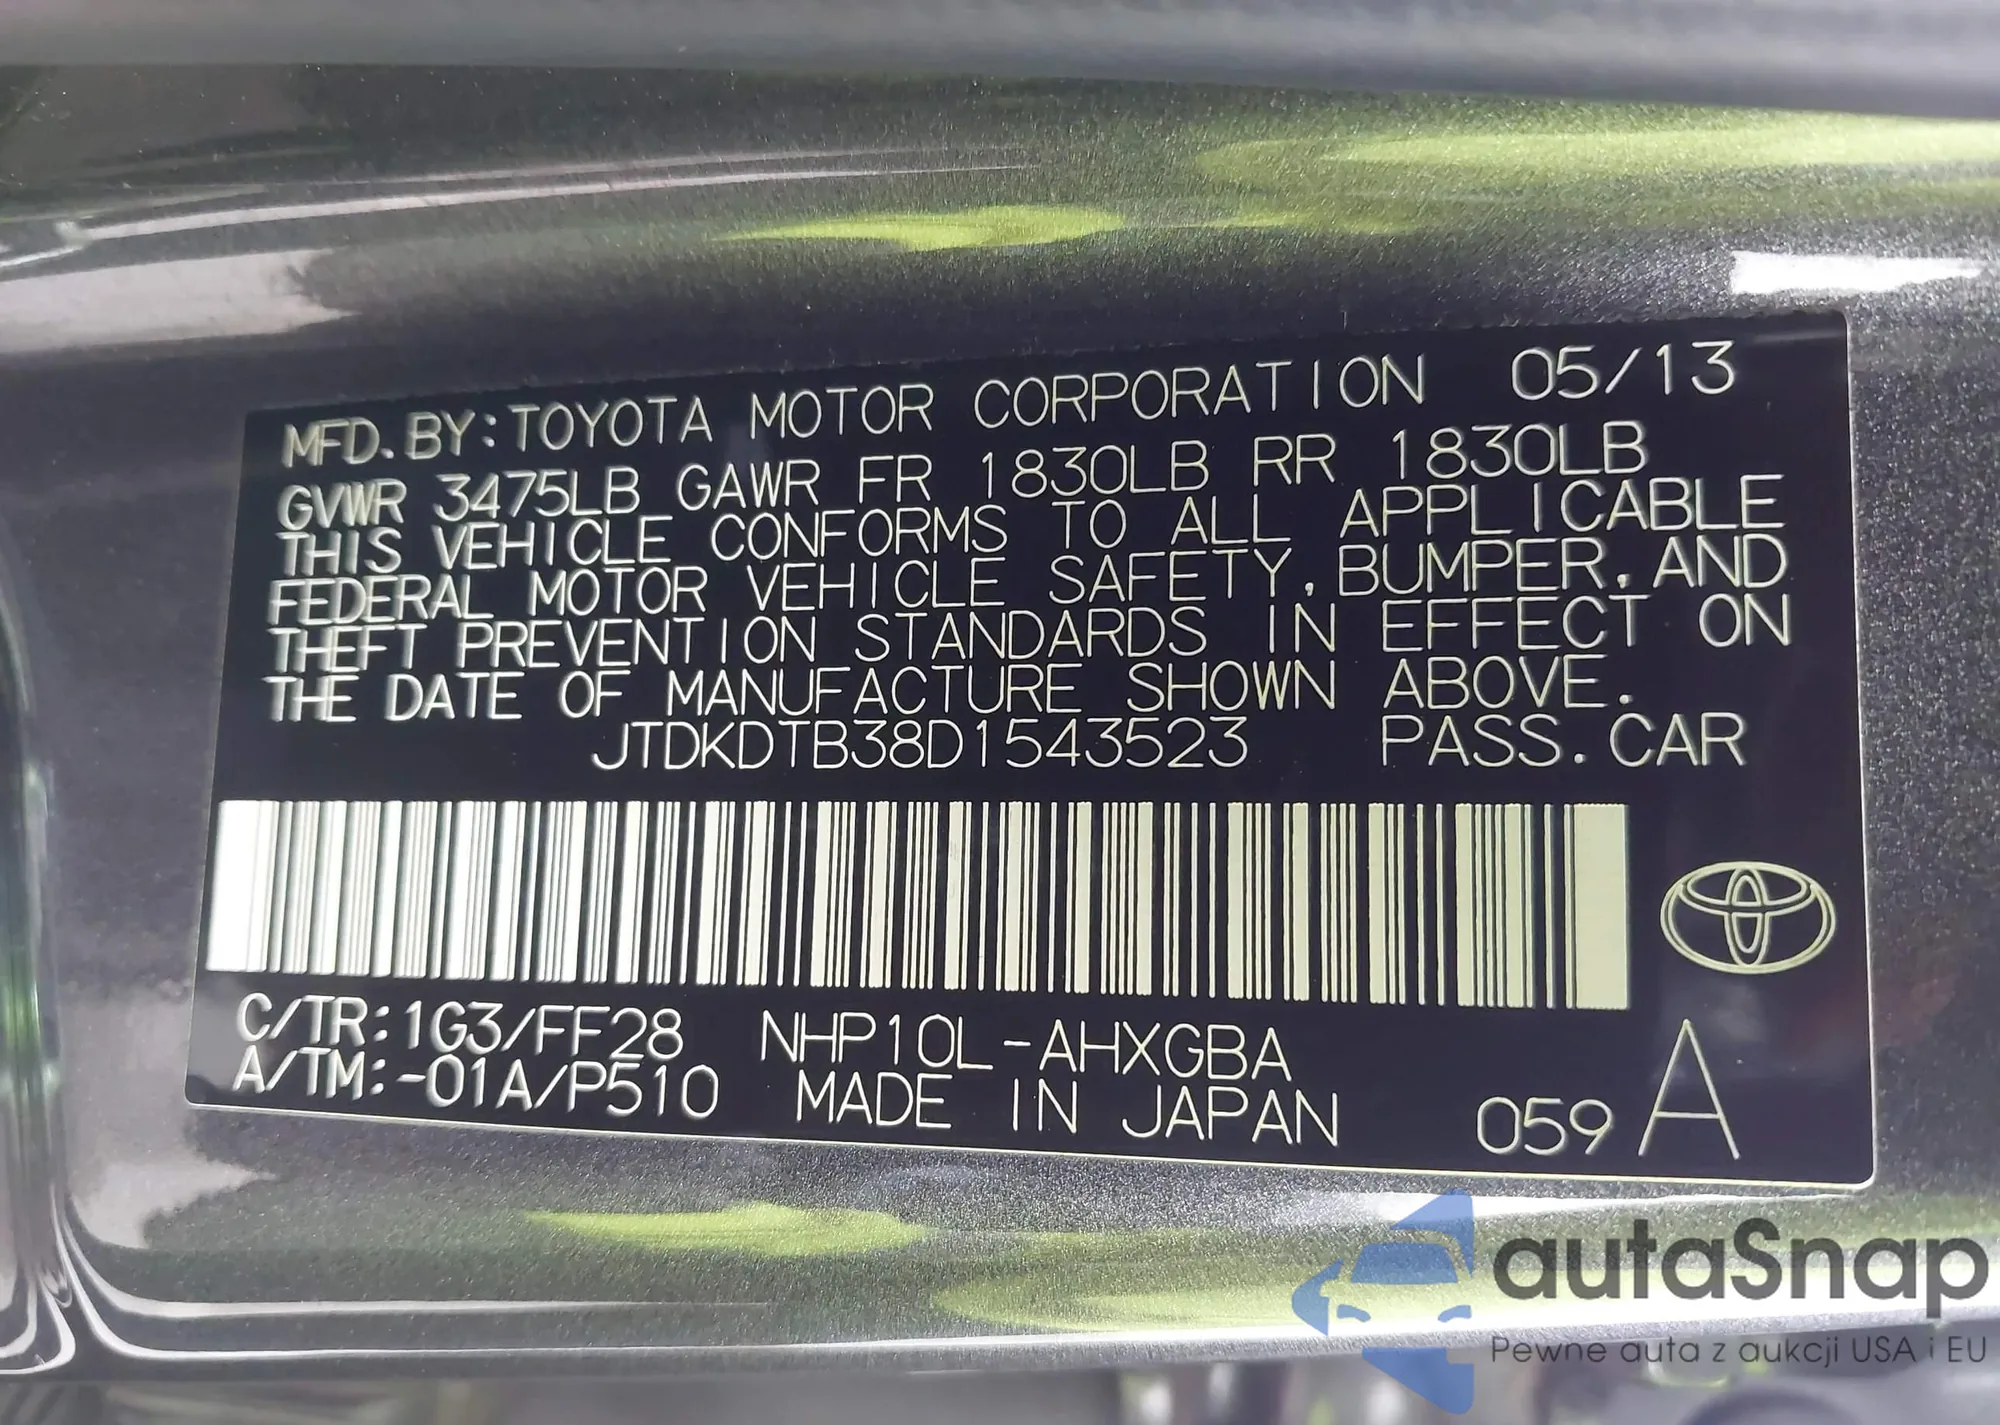 MFD. BY: TOYOTA MOTOR CORPORATION 05/13
GVWR 3475LB GAWR FR 1830LB RR 1830LB
THIS VEHICLE CONFORMS TO ALL APPLICABLE
FEDERAL MOTOR VEHICLE SAFETY, BUMPER, AND
THEFT PREVENTION STANDARDS IN EFFECT ON
THE DATE OF MANUFACTURE SHOWN ABOVE.
JTDKDTB38D1543523 PASS. CAR
C/TR: 1G3/FF28 NHP10L-AHXGBA
A/TM: -01A/P510 MADE IN JAPAN 059 A
autaSnap
Pewne auta z aukcji USA i EU